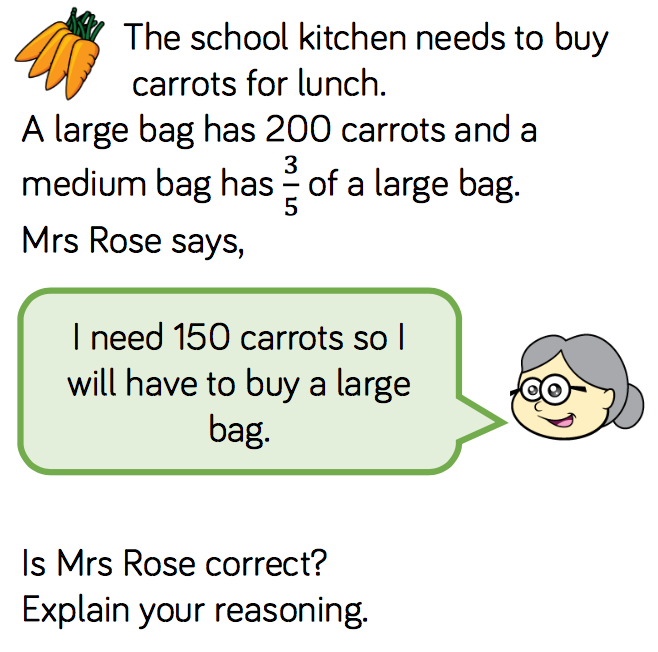 The school kitchen needs to buy
carrots for lunch.
A large bag has 200 carrots and a
medium bag has 3/5 of a large bag.
Mrs Rose says,
I need 150 carrots so I
will have to buy a large
bag.
Is Mrs Rose correct?
Explain your reasoning.